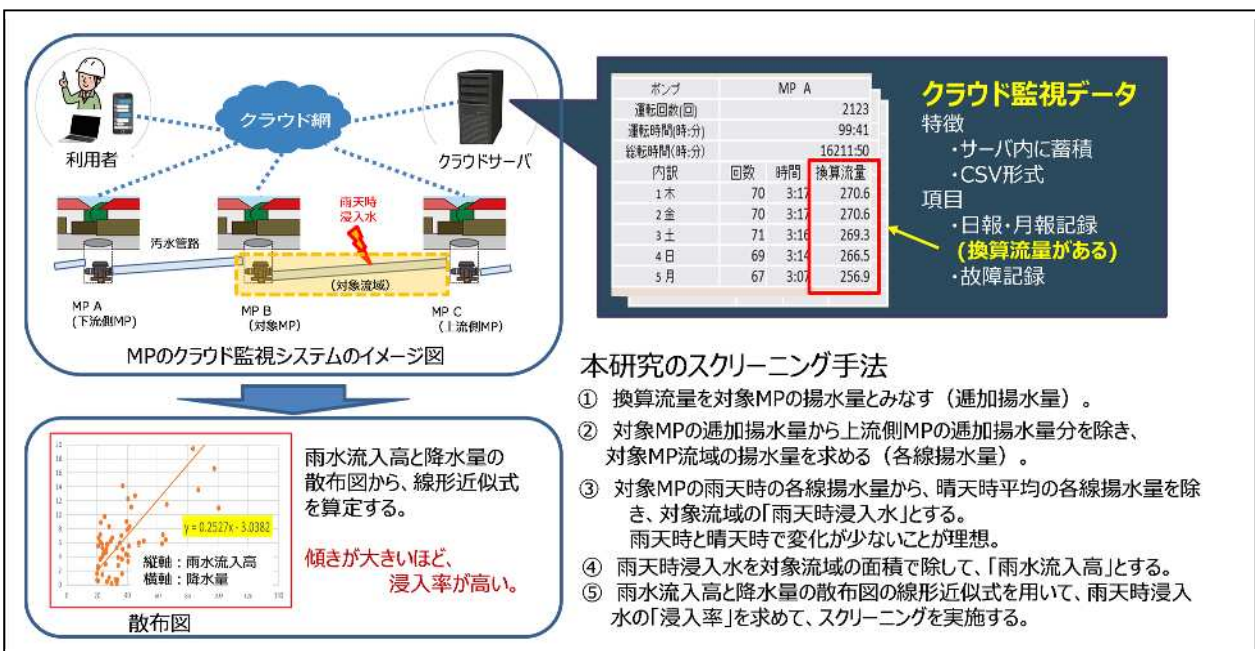 利用者
クラウド網
クラウドサーバ
雨天時
浸入水
汚水管路
(対象流域)
MP A
(下流側MP)
MP B
(対象MP)
MP C
(上流側MP)
MPのクラウド監視システムのイメージ図
ポンプ MP A
運転回数(回) 2123
運転時間(時:分) 99:41
総転時間(時:分) 16211:50
内訳 回数 時間 換算流量
1木 70 3:17 270.6
2金 70 3:17 270.6
3土 71 3:16 269.3
4日 69 3:14 266.5
5月 67 3:07 256.9
クラウド監視データ
特徴
・サーバ内に蓄積
・CSV形式
項目
・日報・月報記録
(換算流量がある)
・故障記録
y = 0.2527x - 3.0382
縦軸：雨水流入高
横軸：降水量
散布図
雨水流入高と降水量の
散布図から、線形近似式
を算定する。
傾きが大きいほど、
浸入率が高い。
本研究のスクリーニング手法
① 換算流量を対象MPの揚水量とみなす（逓加揚水量）。
② 対象MPの逓加揚水量から上流側MPの逓加揚水量分を除き、
対象MP流域の揚水量を求める（各線揚水量）。
③ 対象MPの雨天時の各線揚水量から、晴天時平均の各線揚水量を除
き、対象流域の「雨天時浸入水」とする。
雨天時と晴天時で変化が少ないことが理想。
④ 雨天時浸入水を対象流域の面積で除して、「雨水流入高」とする。
⑤ 雨水流入高と降水量の散布図の線形近似式を用いて、雨天時浸入
水の「浸入率」を求めて、スクリーニングを実施する。